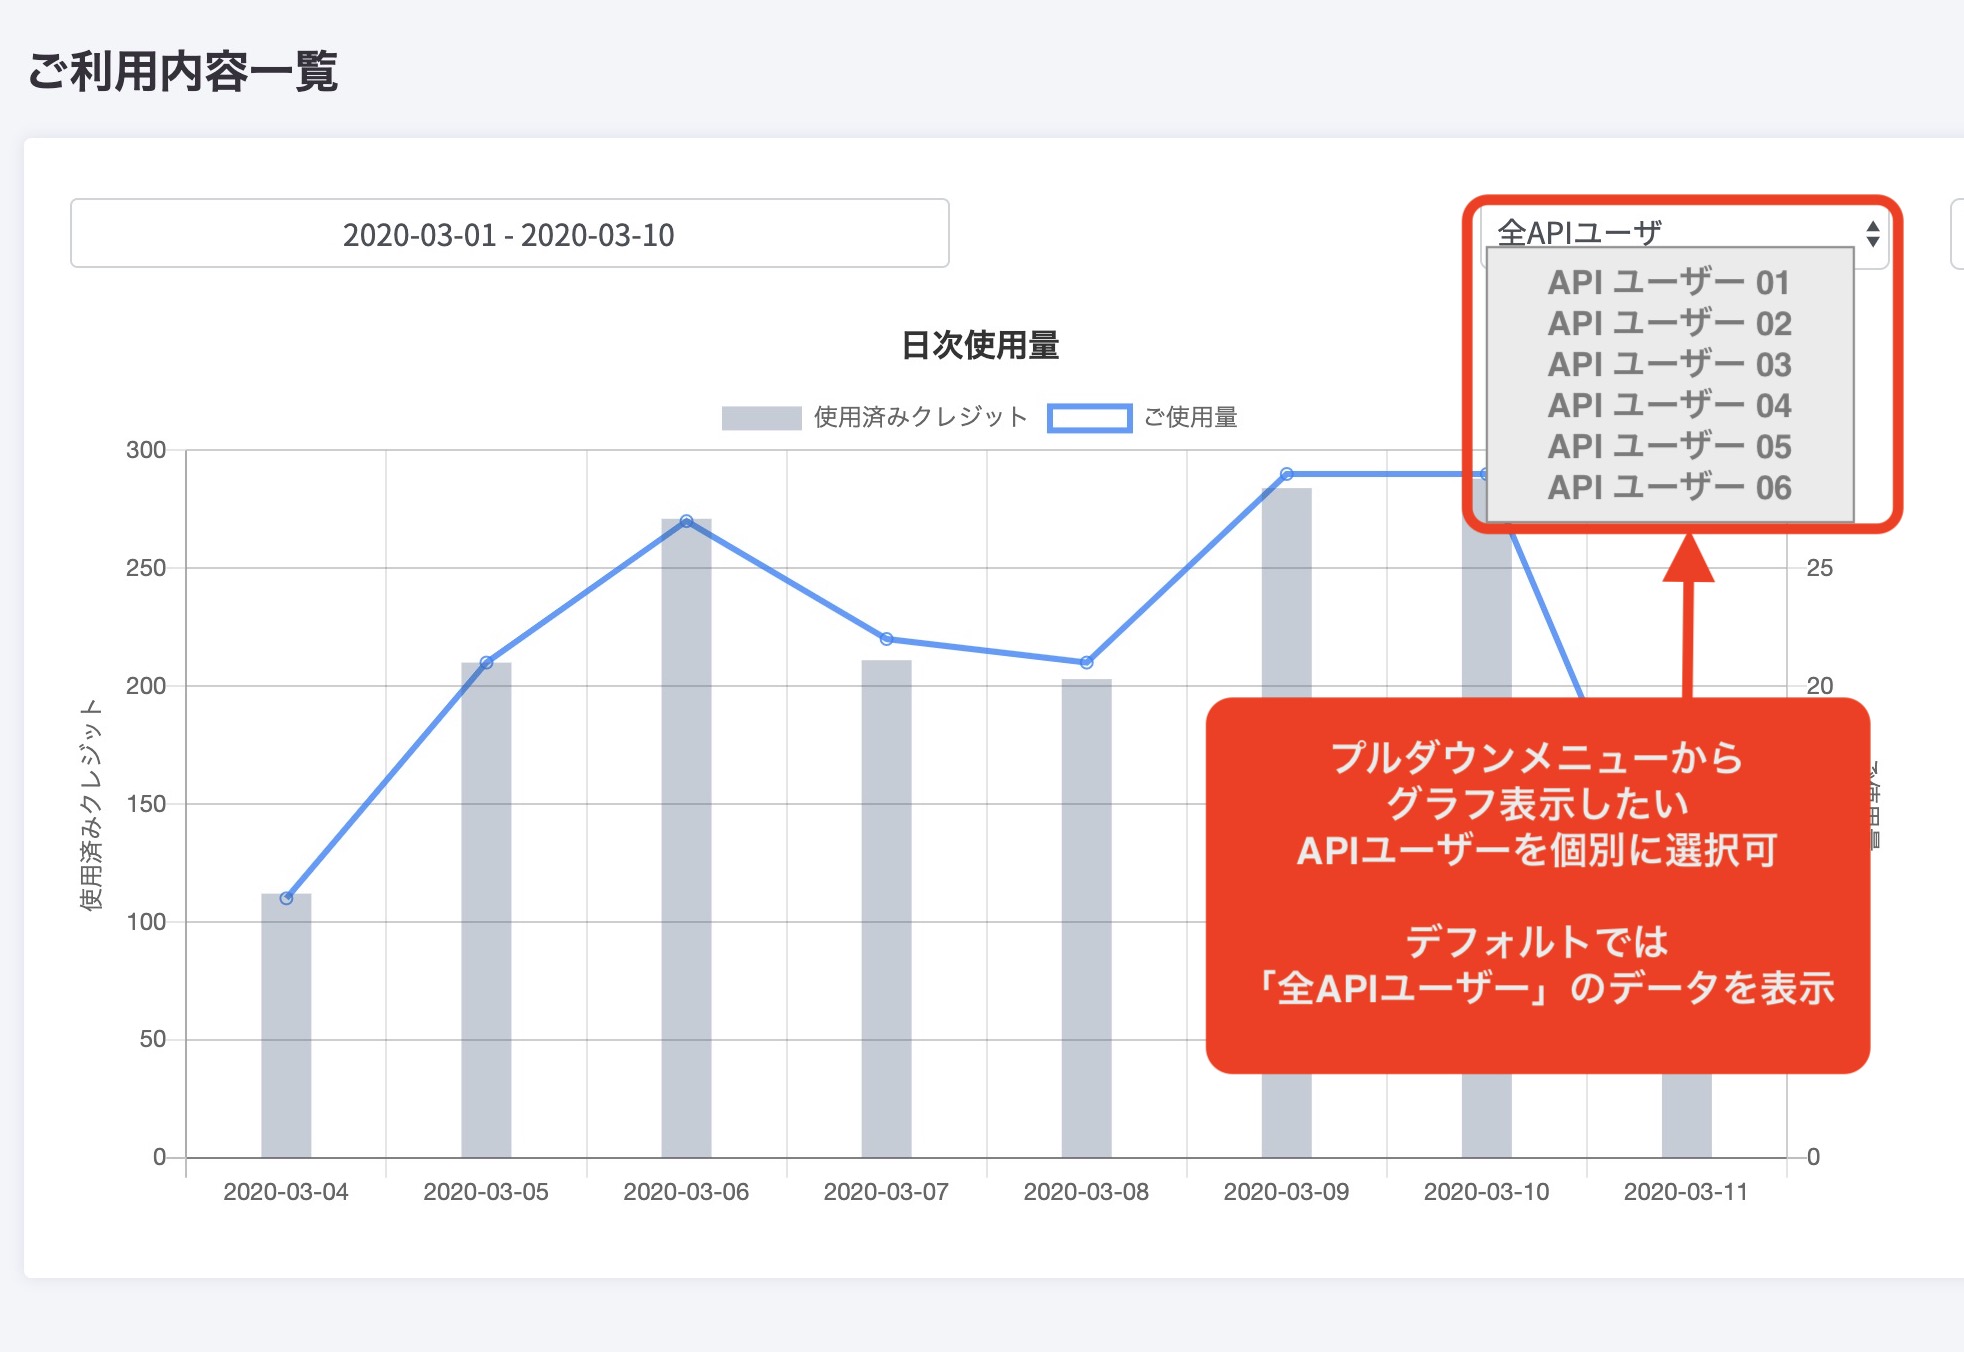 ご利用内容一覧
2020-03-01 - 2020-03-10
全APIユーザ
API ユーザー 01
API ユーザー 02
API ユーザー 03
API ユーザー 04
API ユーザー 05
API ユーザー 06
日次使用量
使用済みクレジット
ご使用量
300
250
200
150
100
50
0
使用済みクレジット
25
20
0
2020-03-04
2020-03-05
2020-03-06
2020-03-07
2020-03-08
2020-03-09
2020-03-10
2020-03-11
プルダウンメニューから
グラフ表示したい
APIユーザーを個別に選択可
デフォルトでは
「全APIユーザー」のデータを表示